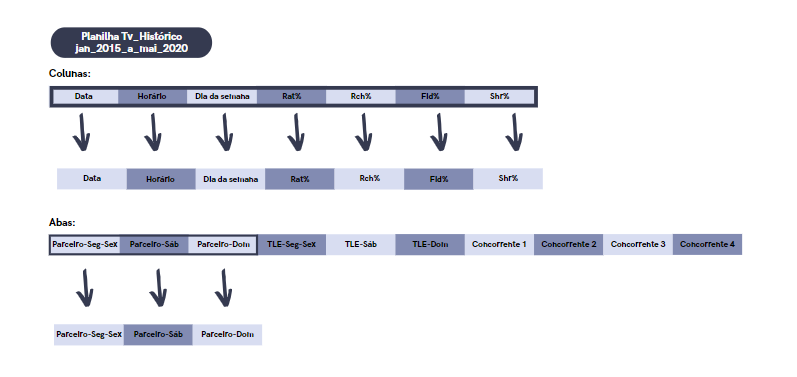 Planilha Tv_Histórico
jan_2015_a_mai_2020
Colunas:
Data Horário Dia da semana Rat% Rch% Fid% Shr%
Data Horário Dia da semana Rat% Rch% Fid% Shr%
Abas:
Parceiro-Seg-Sex Parceiro-Sáb Parceiro-Dom TLE-Seg-Sex TLE-Sáb TLE-Dom Concorrente 1 Concorrente 2 Concorrente 3 Concorrente 4
Parceiro-Seg-Sex Parceiro-Sáb Parceiro-Dom